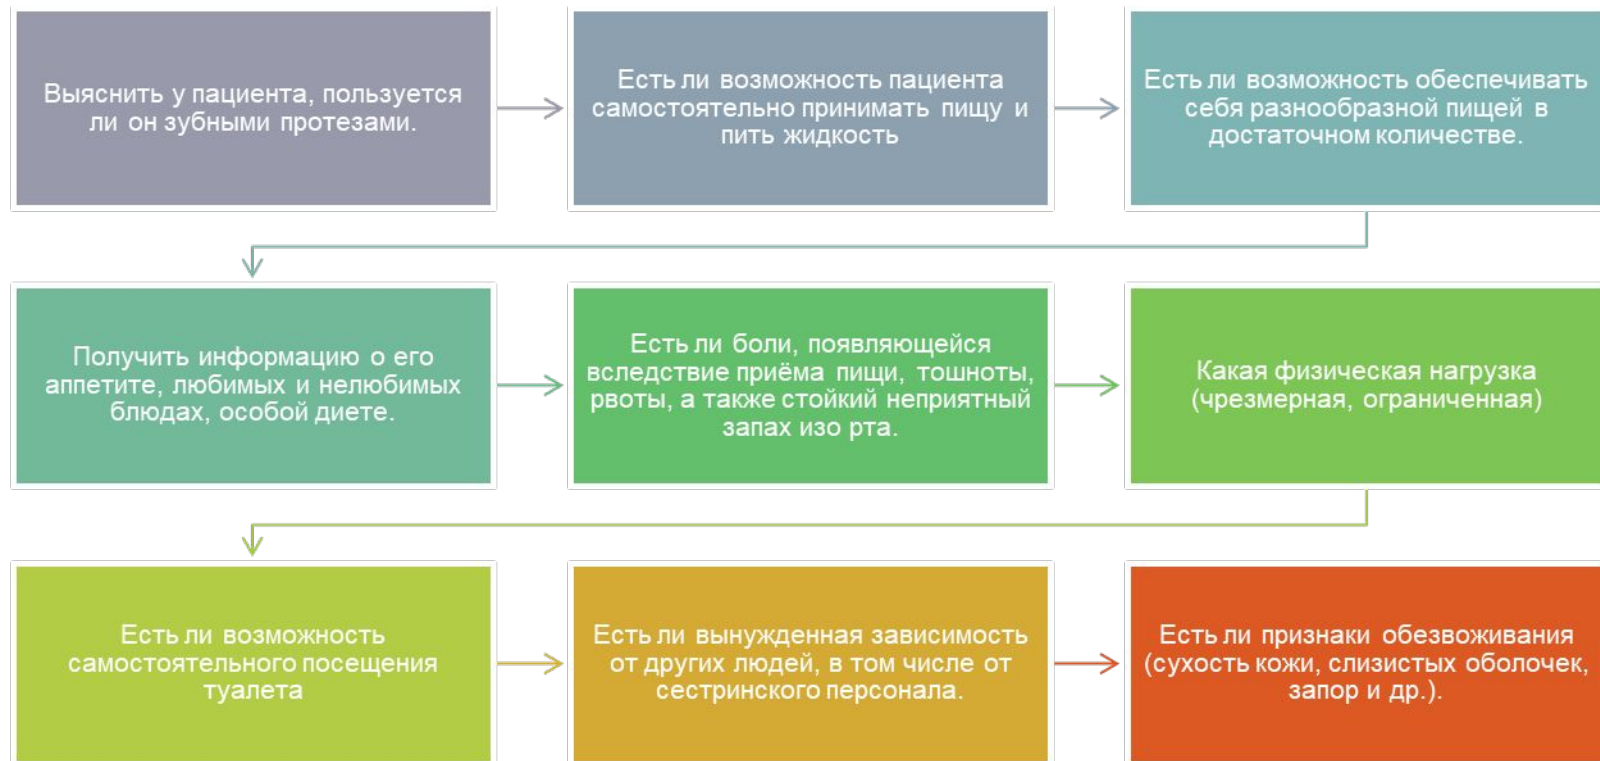 Выяснить у пациента, пользуется
ли он зубными протезами.
Есть ли возможность пациента
самостоятельно принимать пищу и
пить жидкость
Есть ли возможность обеспечивать
себя разнообразной пищей в
достаточном количестве.
Получить информацию о его
аппетите, любимых и нелюбимых
блюдах, особой диете.
Есть ли боли, появляющейся
вследствие приёма пищи, тошноты,
рвоты, а также стойкий неприятный
запах изо рта.
Какая физическая нагрузка
(чрезмерная, ограниченная)
Есть ли возможность
самостоятельного посещения
туалета
Есть ли вынужденная зависимость
от других людей, в том числе от
сестринского персонала.
Есть ли признаки обезвоживания
(сухость кожи, слизистых оболочек,
запор и др.).